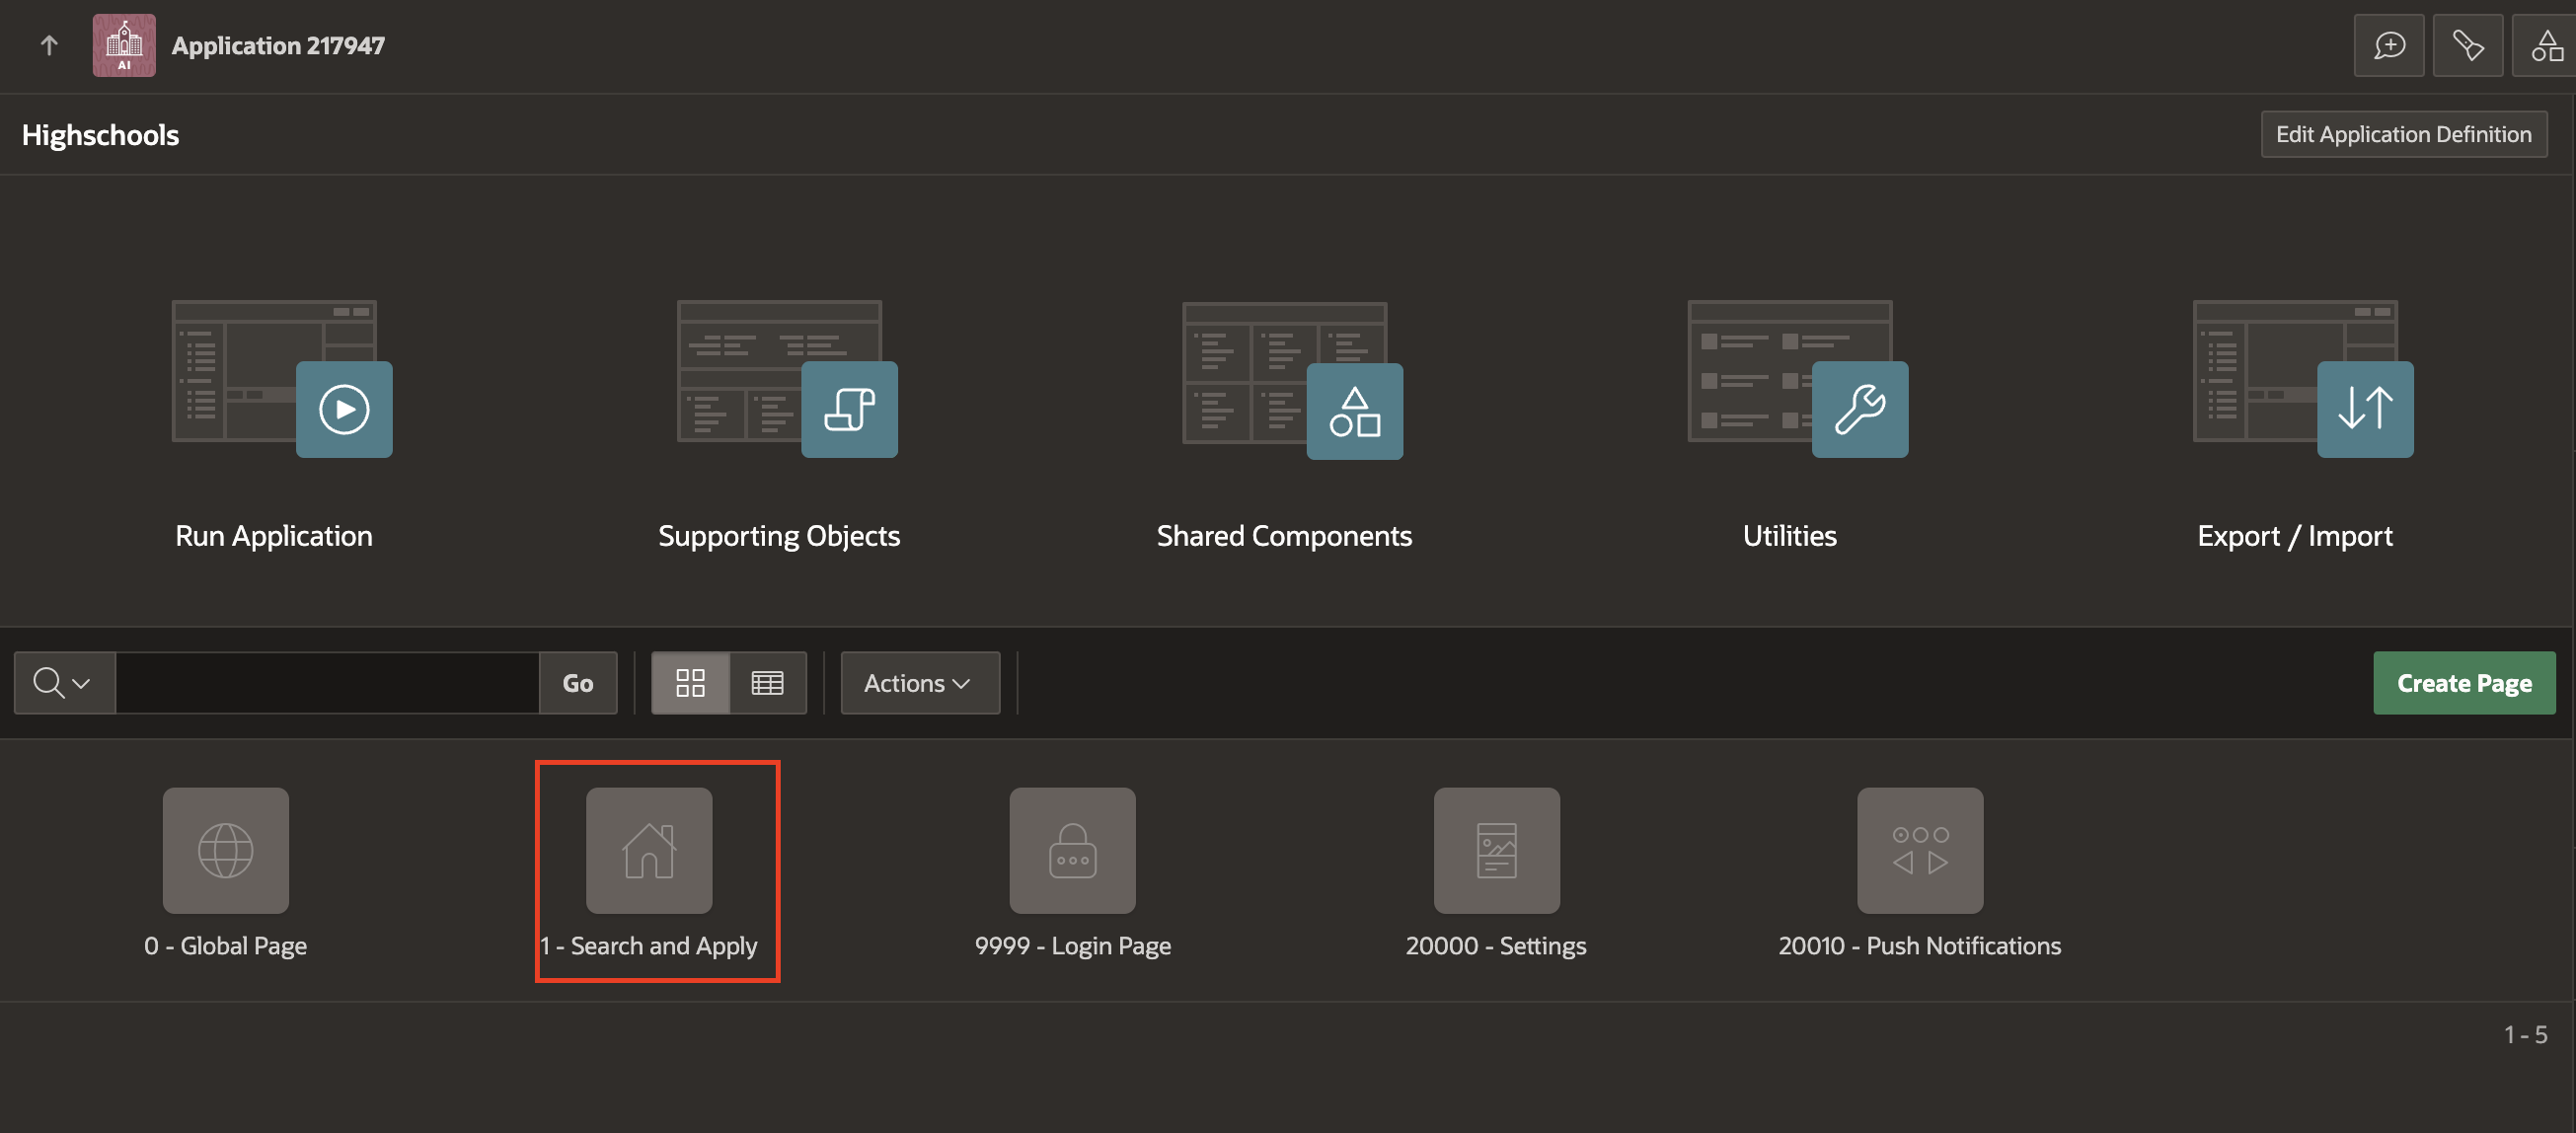 AI
Application 217947
Highschools
Edit Application Definition
Run Application
Supporting Objects
Shared Components
Utilities
Export / Import
Go
Actions
Create Page
0 - Global Page
1 - Search and Apply
9999 - Login Page
20000 - Settings
20010 - Push Notifications
1 - 5